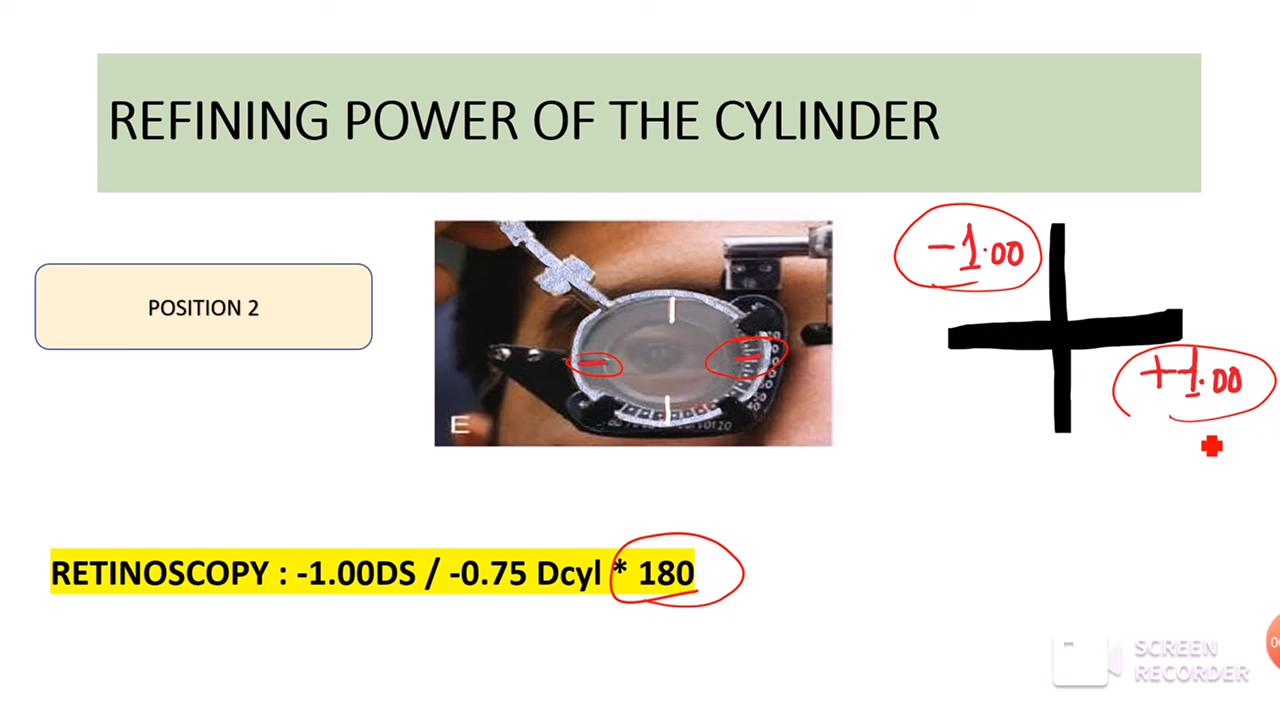 REFINING POWER OF THE CYLINDER
POSITION 2
-1.00
+1.00
E
RETINOSCOPY : -1.00DS / -0.75 Dcyl * 180
SCREEN
RECORDER